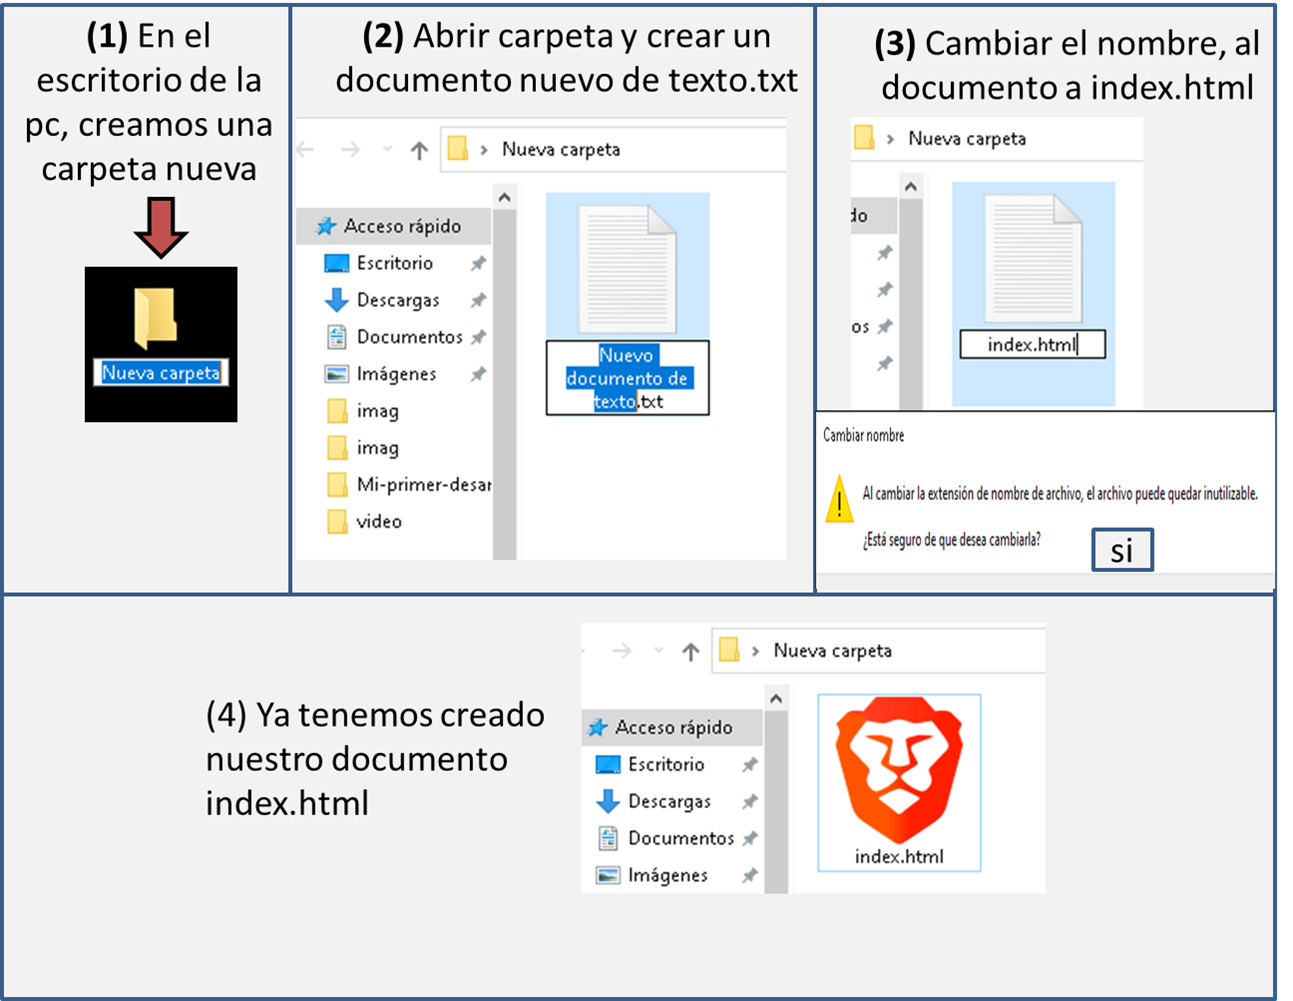 (1) En el
escritorio de la
pc, creamos una
carpeta nueva
Nueva carpeta
(2) Abrir carpeta y crear un
documento nuevo de texto.txt
Nueva carpeta
Acceso rápido
Escritorio
Descargas
Documentos
Imágenes
imag
imag
Mi-primer-desar
video
Nuevo
documento de
texto.txt
(3) Cambiar el nombre, al
documento a index.html
Nueva carpeta
do
os
index.html
Cambiar nombre
Al cambiar la extensión de nombre de archivo, el archivo puede quedar inutilizable.
¿Está seguro de que desea cambiarla?
si
(4) Ya tenemos creado
nuestro documento
index.html
Nueva carpeta
Acceso rápido
Escritorio
Descargas
Documentos
Imágenes
index.html